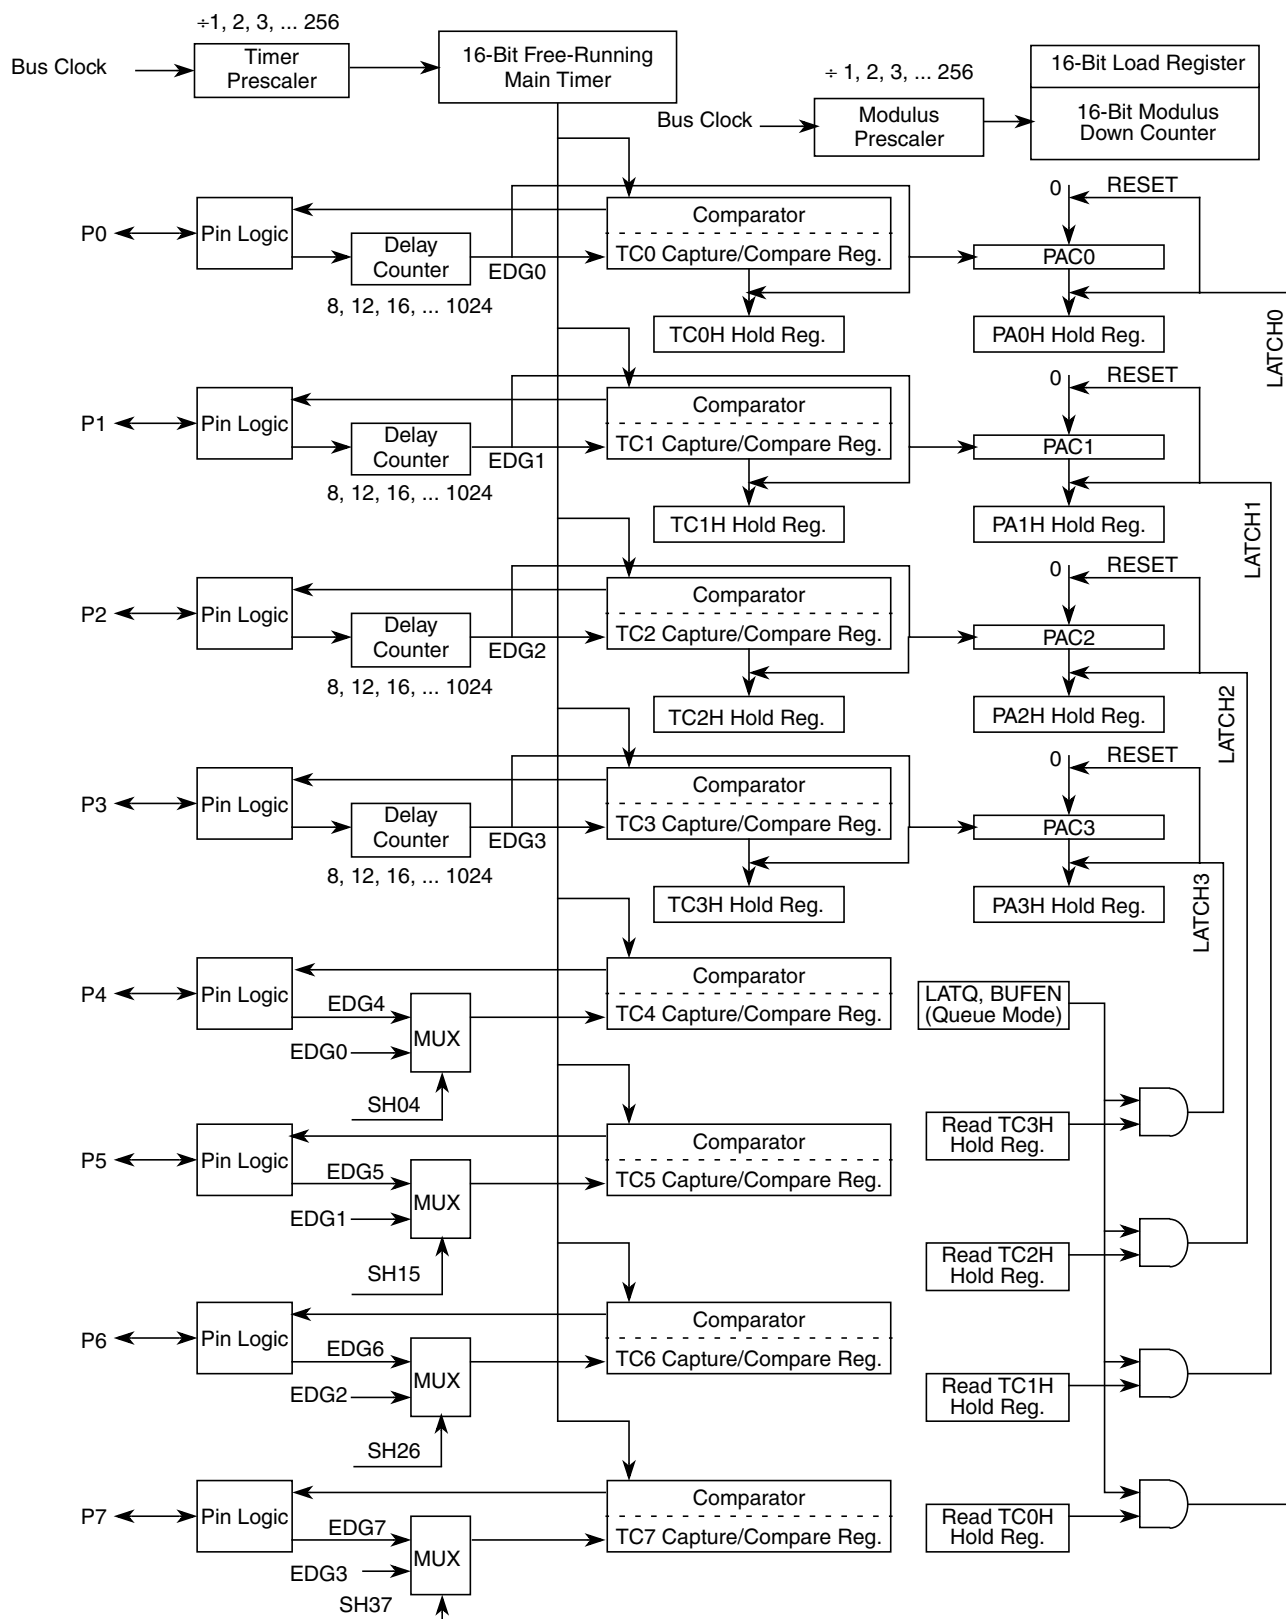 ÷1, 2, 3, ... 256
Bus Clock
Timer
Prescaler
16-Bit Free-Running
Main Timer
÷ 1, 2, 3, ... 256
Bus Clock
Modulus
Prescaler
16-Bit Load Register
16-Bit Modulus
Down Counter
P0
Pin Logic
Delay
Counter
8, 12, 16, ... 1024
EDG0
Comparator
TC0 Capture/Compare Reg.
TC0H Hold Reg.
0
RESET
PAC0
PA0H Hold Reg.
LATCH0
P1
Pin Logic
Delay
Counter
8, 12, 16, ... 1024
EDG1
Comparator
TC1 Capture/Compare Reg.
TC1H Hold Reg.
0
RESET
PAC1
PA1H Hold Reg.
LATCH1
P2
Pin Logic
Delay
Counter
8, 12, 16, ... 1024
EDG2
Comparator
TC2 Capture/Compare Reg.
TC2H Hold Reg.
0
RESET
PAC2
PA2H Hold Reg.
LATCH2
P3
Pin Logic
Delay
Counter
8, 12, 16, ... 1024
EDG3
Comparator
TC3 Capture/Compare Reg.
TC3H Hold Reg.
0
RESET
PAC3
PA3H Hold Reg.
LATCH3
P4
Pin Logic
EDG4
EDG0
MUX
SH04
Comparator
TC4 Capture/Compare Reg.
LATQ, BUFEN
(Queue Mode)
P5
Pin Logic
EDG5
EDG1
MUX
SH15
Comparator
TC5 Capture/Compare Reg.
Read TC3H
Hold Reg.
Read TC2H
Hold Reg.
P6
Pin Logic
EDG6
EDG2
MUX
SH26
Comparator
TC6 Capture/Compare Reg.
Read TC1H
Hold Reg.
P7
Pin Logic
EDG7
EDG3
MUX
SH37
Comparator
TC7 Capture/Compare Reg.
Read TC0H
Hold Reg.